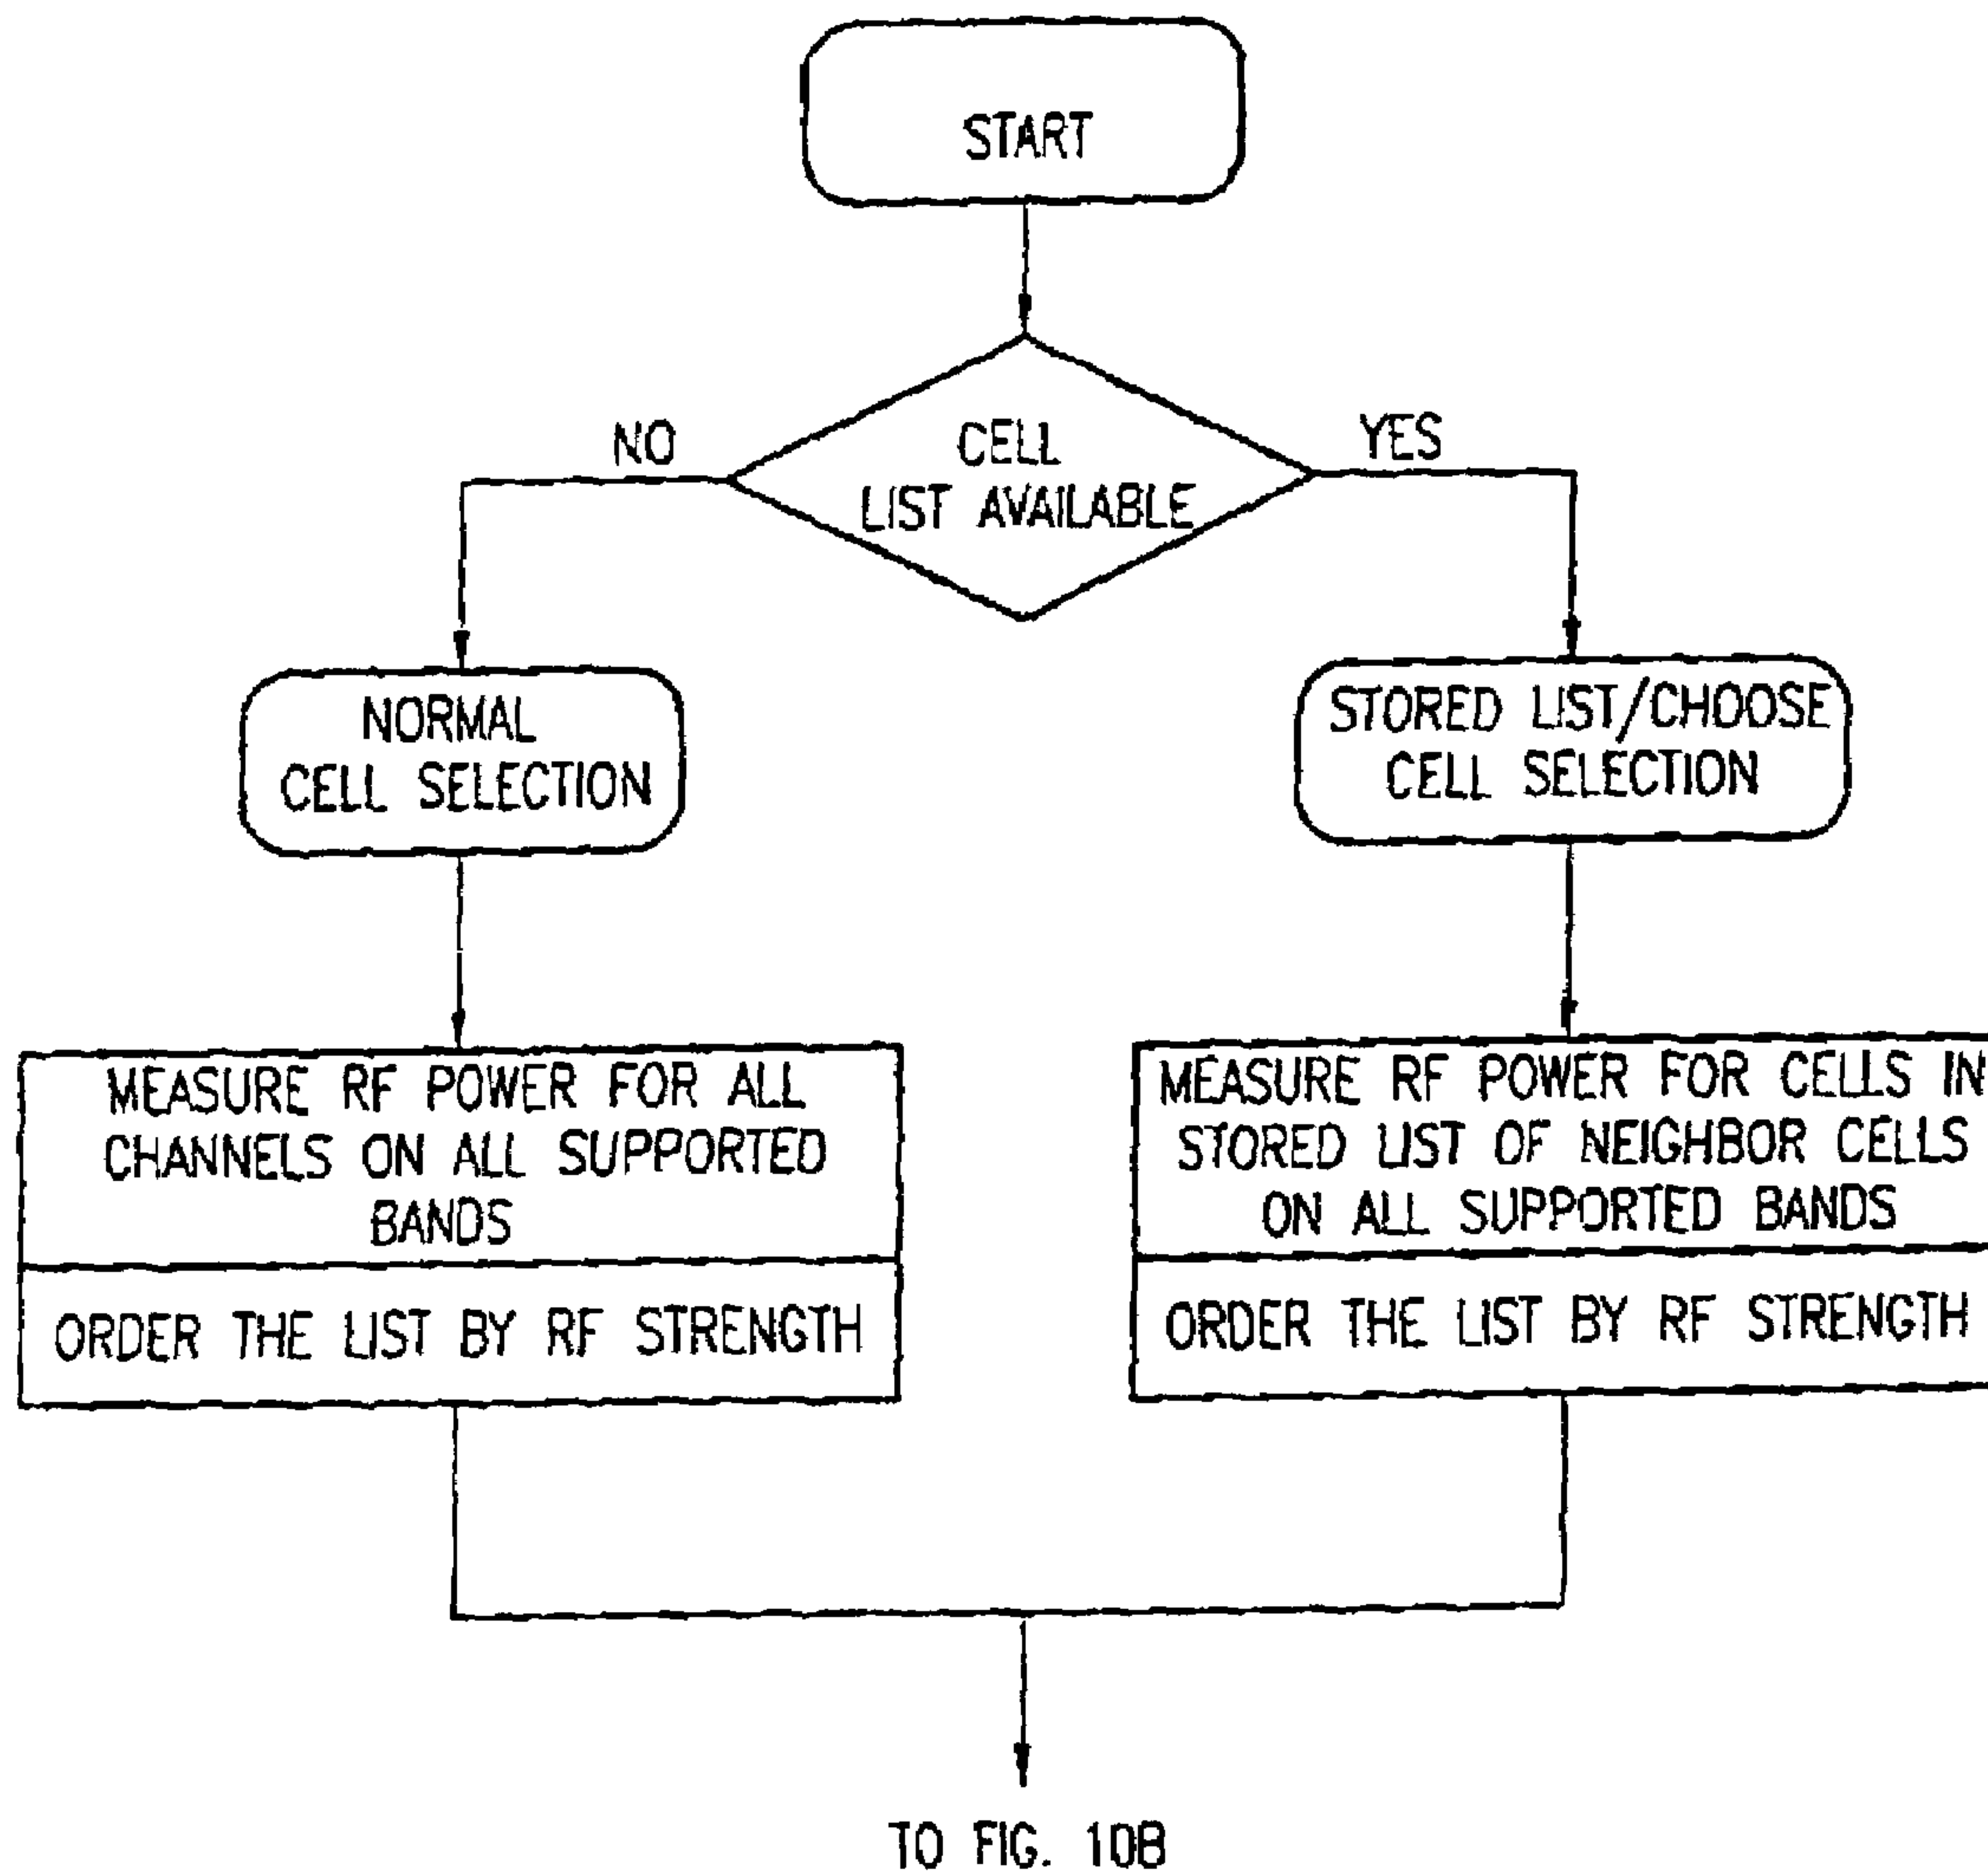 START
CELL
LIST AVAILABLE
NO
YES
NORMAL
CELL SELECTION
STORED LIST/CHOOSE
CELL SELECTION
MEASURE RF POWER FOR ALL
CHANNELS ON ALL SUPPORTED
BANDS
ORDER THE LIST BY RF STRENGTH
MEASURE RF POWER FOR CELLS IN
STORED LIST OF NEIGHBOR CELLS
ON ALL SUPPORTED BANDS
ORDER THE LIST BY RF STRENGTH
TO FIG. 10B